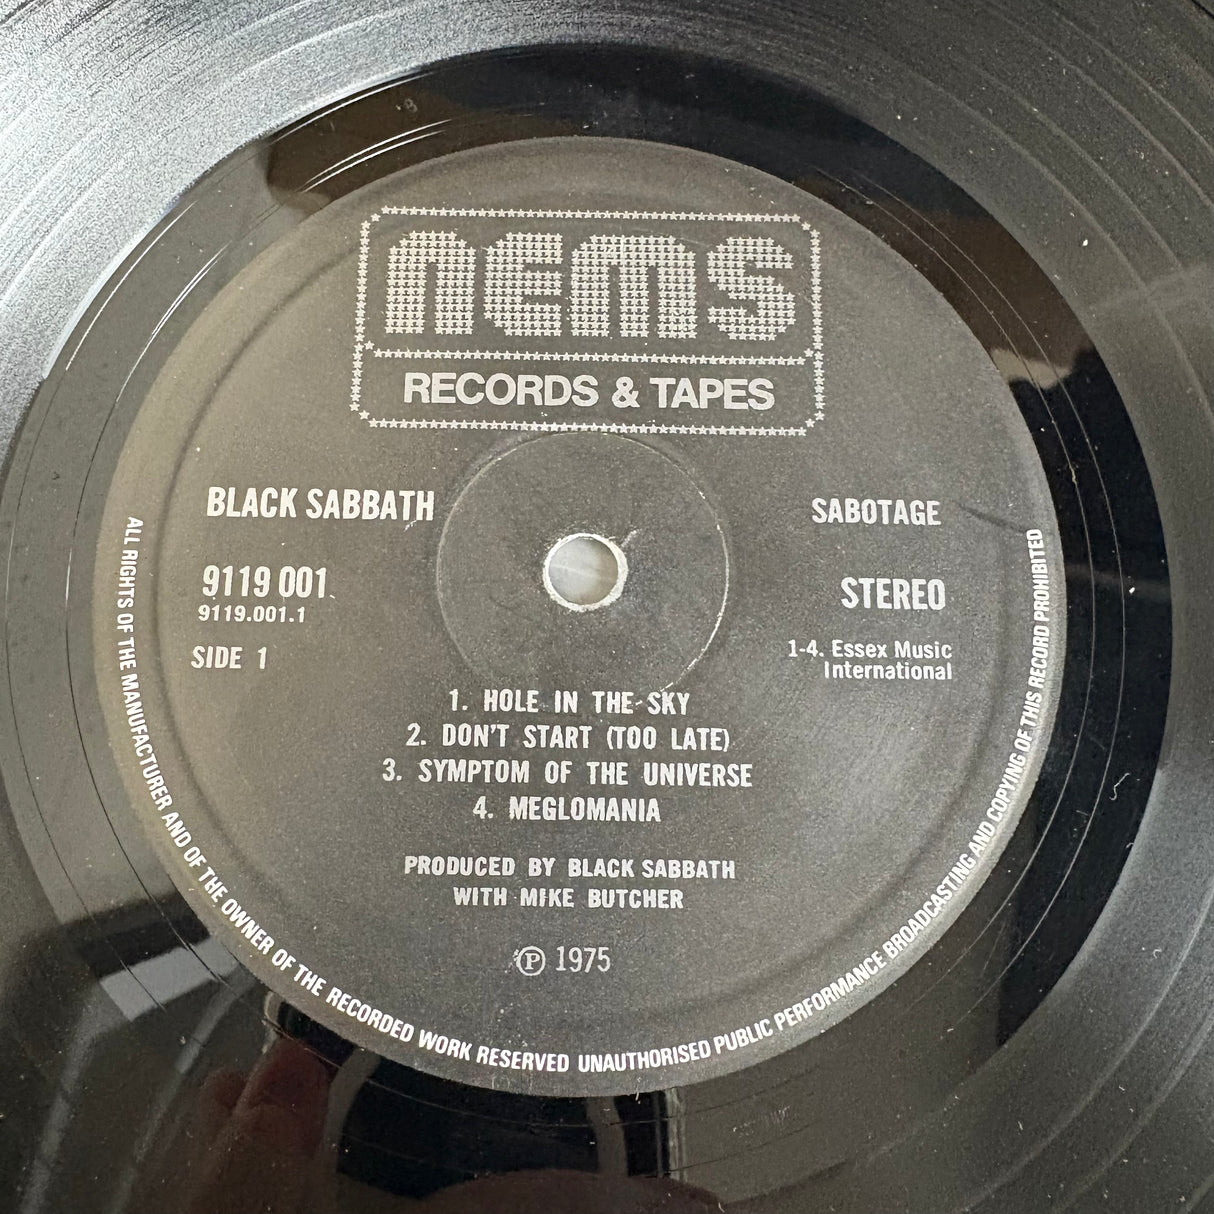 nems
RECORDS & TAPES
BLACK SABBATH
SABOTAGE
9119 001
9119.001.1
STEREO
SIDE 1
1-4. Essex Music
International
1. HOLE IN THE SKY
2. DON'T START (TOO LATE)
3. SYMPTOM OF THE UNIVERSE
4. MEGLOMANIA
PRODUCED BY BLACK SABBATH
WITH MIKE BUTCHER
℗ 1975
ALL RIGHTS OF THE MANUFACTURER AND OF THE OWNER OF THE RECORDED WORK RESERVED UNAUTHORISED PUBLIC PERFORMANCE BROADCASTING AND COPYING OF THIS RECORD PROHIBITED